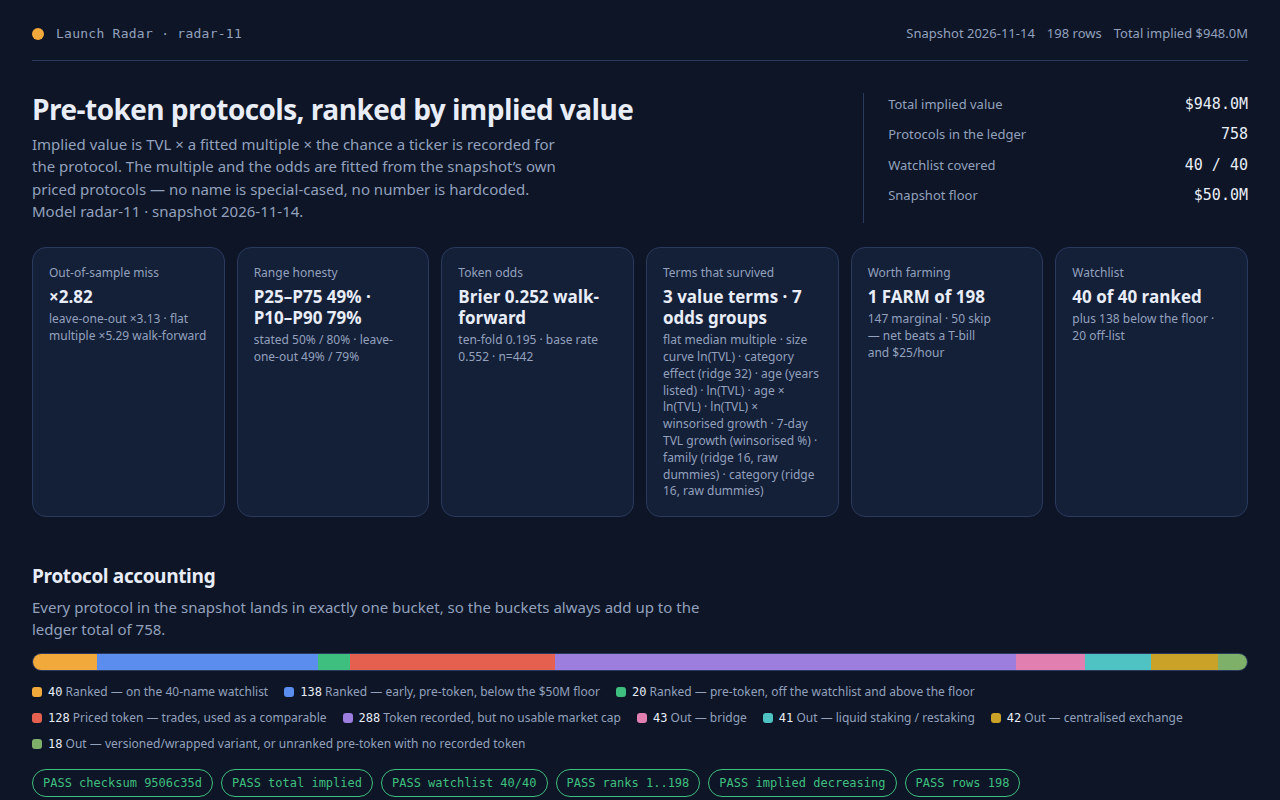 Launch Radar · radar-11
Snapshot 2026-11-14 198 rows Total implied $948.0M
Pre-token protocols, ranked by implied value
Implied value is TVL × a fitted multiple × the chance a ticker is recorded for
the protocol. The multiple and the odds are fitted from the snapshot’s own
priced protocols — no name is special-cased, no number is hardcoded.
Model radar-11 · snapshot 2026-11-14.
Total implied value $948.0M
Protocols in the ledger 758
Watchlist covered 40 / 40
Snapshot floor $50.0M
Out-of-sample miss
×2.82
leave-one-out ×3.13 · flat
multiple ×5.29 walk-forward
Range honesty
P25–P75 49% ·
P10–P90 79%
stated 50% / 80% · leave-
one-out 49% / 79%
Token odds
Brier 0.252 walk-
forward
ten-fold 0.195 · base rate
0.552 · n=442
Terms that survived
3 value terms · 7
odds groups
flat median multiple · size
curve ln(TVL) · category
effect (ridge 32) · age (years
listed) · ln(TVL) · age ×
ln(TVL) · ln(TVL) ×
winsorised growth · 7-day
TVL growth (winsorised %) ·
family (ridge 16, raw
dummies) · category (ridge
16, raw dummies)
Worth farming
1 FARM of 198
147 marginal · 50 skip
— net beats a T-bill
and $25/hour
Watchlist
40 of 40 ranked
plus 138 below the floor ·
20 off-list
Protocol accounting
Every protocol in the snapshot lands in exactly one bucket, so the buckets always add up to the
ledger total of 758.
40 Ranked — on the 40-name watchlist 138 Ranked — early, pre-token, below the $50M floor 20 Ranked — pre-token, off the watchlist and above the floor
128 Priced token — trades, used as a comparable 288 Token recorded, but no usable market cap 43 Out — bridge 41 Out — liquid staking / restaking 42 Out — centralised exchange
18 Out — versioned/wrapped variant, or unranked pre-token with no recorded token
PASS checksum 9506c35d PASS total implied PASS watchlist 40/40 PASS ranks 1..198 PASS implied decreasing PASS rows 198